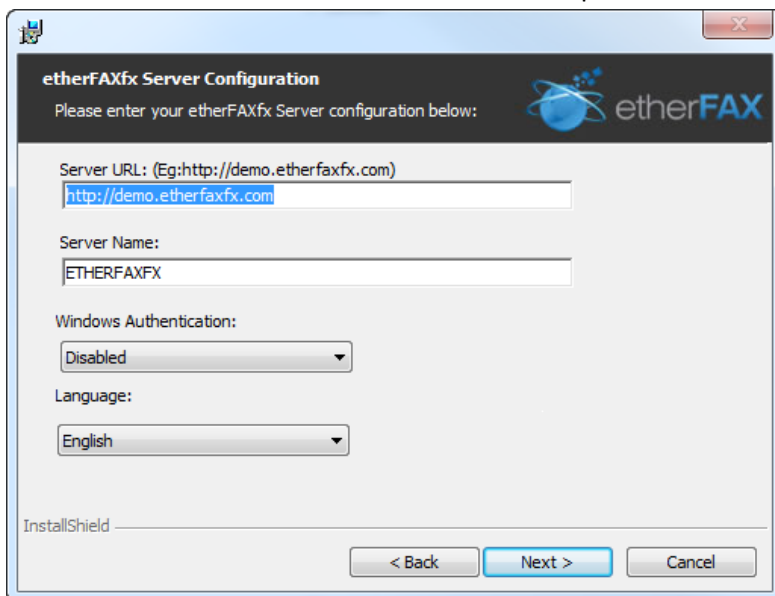 etherFAXfx Server Configuration
Please enter your etherFAXfx Server configuration below:
etherFAX
Server URL: (Eg:http://demo.etherfaxfx.com)
http://demo.etherfaxfx.com
Server Name:
ETHERFAXFX
Windows Authentication:
Disabled
Language:
English
InstallShield
< Back Next > Cancel